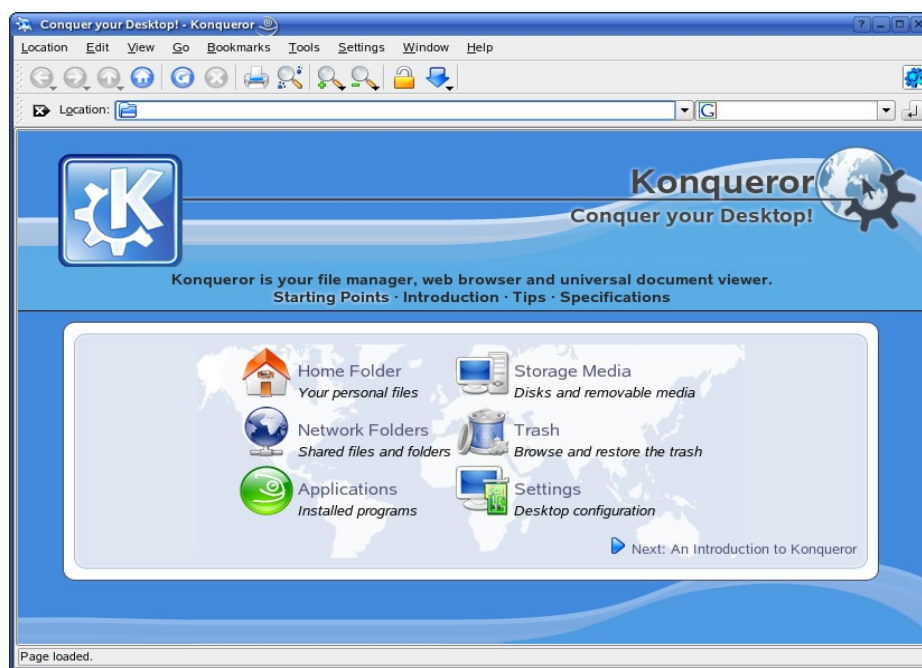 Conquer your Desktop! - Konqueror
Location Edit View Go Bookmarks Tools Settings Window Help
Location:
G
K
Konqueror
Conquer your Desktop!
Konqueror is your file manager, web browser and universal document viewer.
Starting Points · Introduction · Tips · Specifications
Home Folder
Your personal files
Storage Media
Disks and removable media
Network Folders
Shared files and folders
Trash
Browse and restore the trash
Applications
Installed programs
Settings
Desktop configuration
Next: An Introduction to Konqueror
Page loaded.